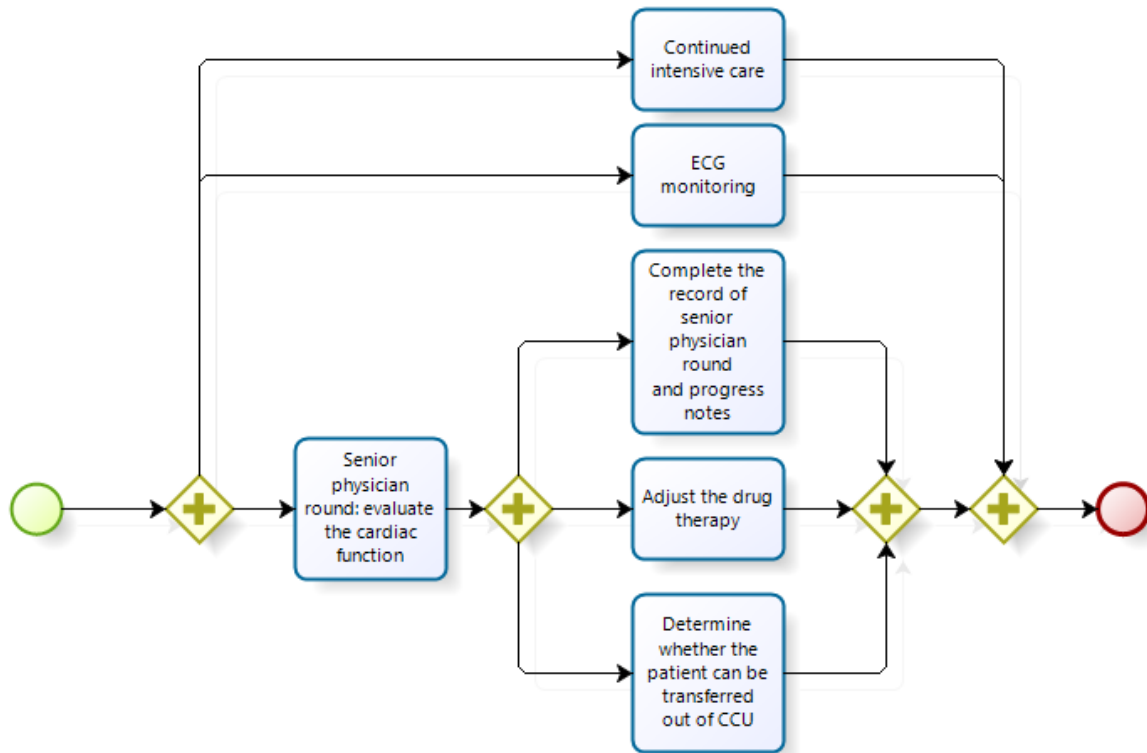 Continued
intensive care
ECG
monitoring
Complete the
record of
senior
physician
round
and progress
notes
Senior
physician
round: evaluate
the cardiac
function
Adjust the drug
therapy
Determine
whether the
patient can be
transferred
out of CCU